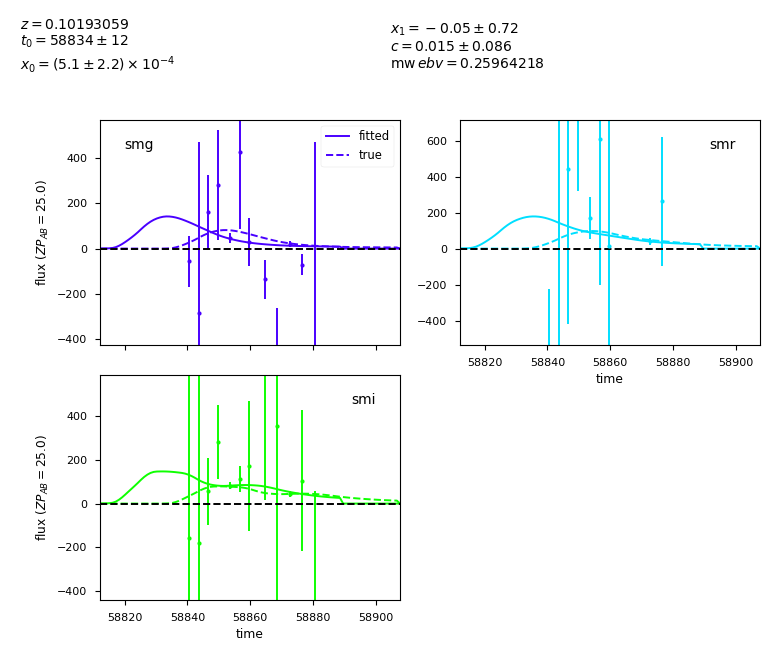 z = 0.10193059
t₀ = 58834 ± 12
x₀ = (5.1 ± 2.2) × 10⁻⁴
x₁ = −0.05 ± 0.72
c = 0.015 ± 0.086
mw ebv = 0.25964218
smg
fitted
true
400
200
0
−200
−400
flux (ZP_AB = 25.0)
smr
600
400
200
0
−200
−400
58820 58840 58860 58880 58900
time
smi
400
200
0
−200
−400
flux (ZP_AB = 25.0)
58820 58840 58860 58880 58900
time